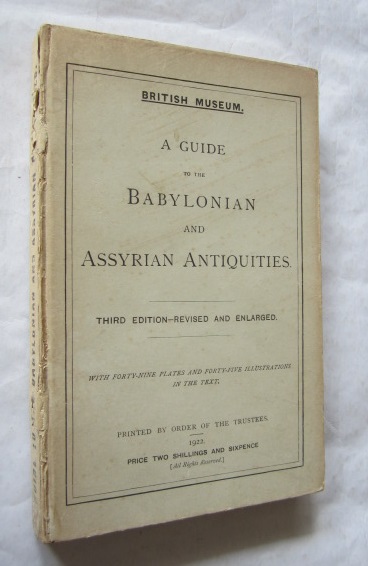 BRITISH MUSEUM.
A GUIDE
TO THE
BABYLONIAN
AND
ASSYRIAN ANTIQUITIES.
THIRD EDITION—REVISED AND ENLARGED.
WITH FORTY-NINE PLATES AND FORTY-FIVE ILLUSTRATIONS
IN THE TEXT.
PRINTED BY ORDER OF THE TRUSTEES.
1922.
PRICE TWO SHILLINGS AND SIXPENCE
[All Rights Reserved.]
BABYLONIAN AND ASSYRIAN